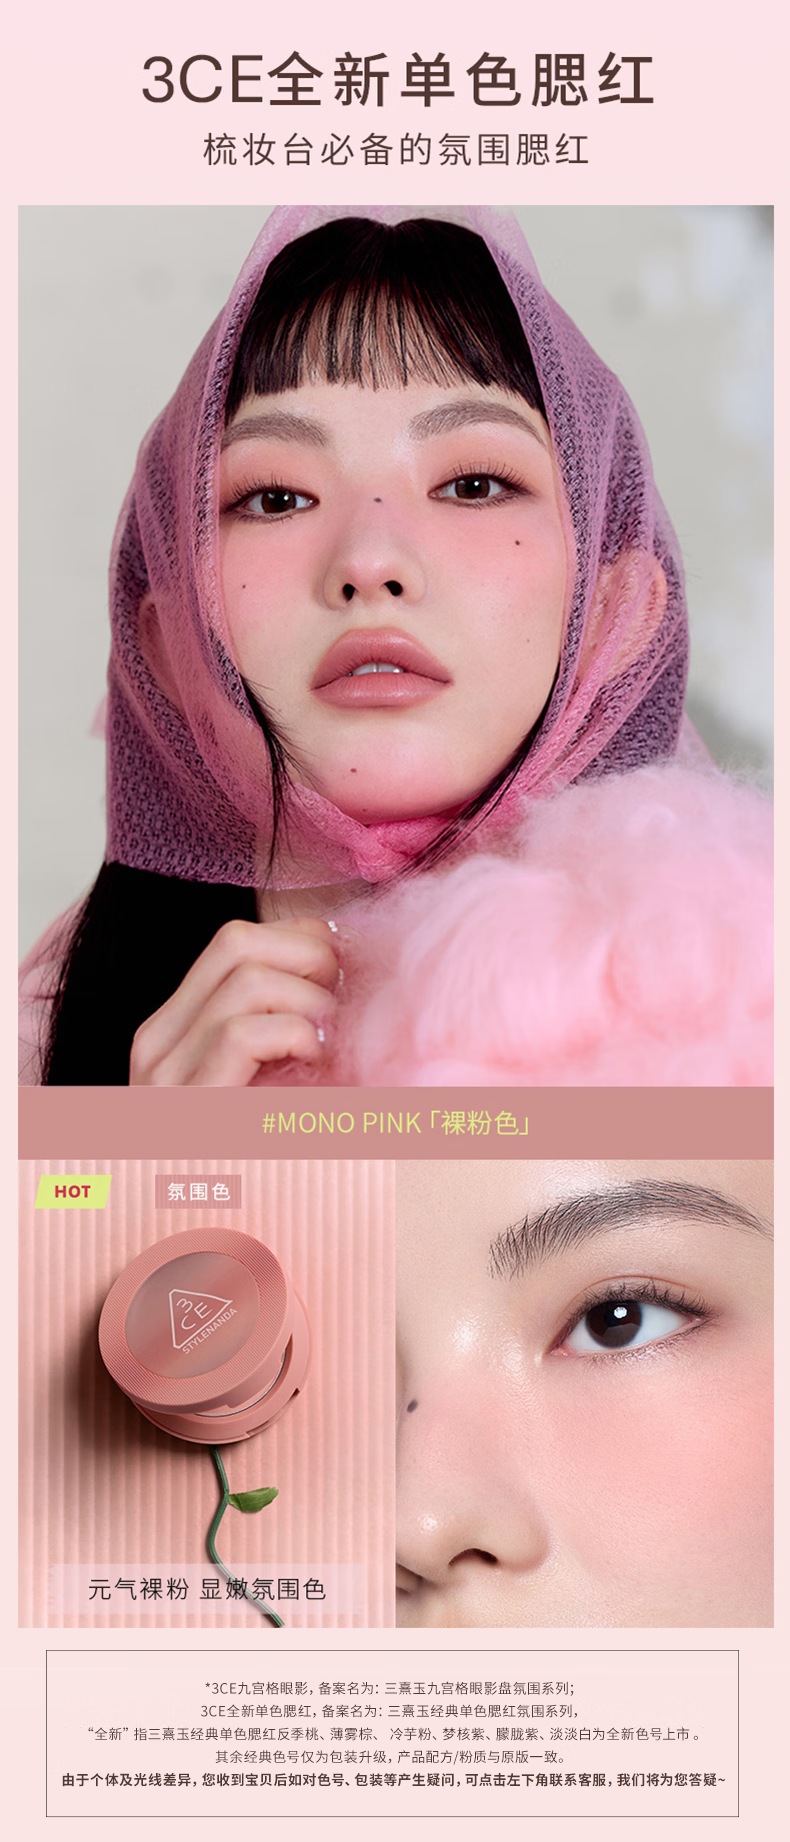 3CE全新单色腮红
梳妆台必备的氛围腮红
#MONO PINK「裸粉色」
HOT
氛围色
3CE
STYLENANDA
元气裸粉 显嫩氛围色
*3CE九宫格眼影，备案名为：三熹玉九宫格眼影盘氛围系列；
3CE全新单色腮红，备案名为：三熹玉经典单色腮红氛围系列，
“全新”指三熹玉经典单色腮红反季桃、薄雾棕、 冷芋粉、梦核紫、朦胧紫、淡淡白为全新色号上市 。
其余经典色号仅为包装升级，产品配方/粉质与原版一致。
由于个体及光线差异，您收到宝贝后如对色号、包装等产生疑问，可点击左下角联系客服，我们将为您答疑~